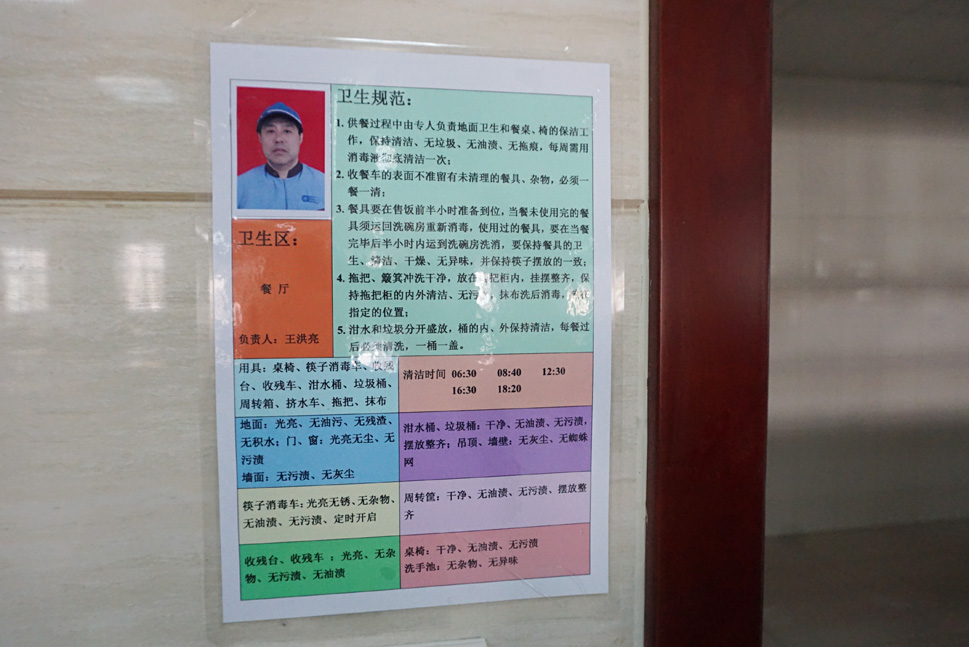 卫生规范：
1. 供餐过程中由专人负责地面卫生和餐桌、椅的保洁工
作，保持清洁、无垃圾、无油渍、无拖痕，每周需用
消毒液彻底清洁一次；
2. 收餐车的表面不准留有未清理的餐具、杂物，必须一
餐一清；
3. 餐具要在售饭前半小时准备到位，当餐未使用完的餐
具须运回洗碗房重新消毒，使用过的餐具，要在当餐
完毕后半小时内运到洗碗房洗消，要保持餐具的卫
生、清洁、干燥、无异味，并保持筷子摆放的一致；
4. 拖把、簸箕冲洗干净，放在拖把柜内，挂摆整齐，保
持拖把柜的内外清洁、无污渍，抹布洗后消毒，
指定的位置；
5. 泔水和垃圾分开盛放，桶的内、外保持清洁，每餐过
后必须清洗，一桶一盖。
卫生区：
餐 厅
负责人：王洪亮
用具：桌椅、筷子消毒车、收残
台、收残车、泔水桶、垃圾桶、
周转箱、挤水车、拖把、抹布
清洁时间 06:30 08:40 12:30
16:30 18:20
地面：光亮、无油污、无残渣、
无积水；门、窗：光亮无尘、无
污渍
墙面：无污渍、无灰尘
泔水桶、垃圾桶：干净、无油渍、无污渍，
摆放整齐；吊顶、墙壁：无灰尘、无蜘蛛
网
筷子消毒车：光亮无锈、无杂物、
无油渍、无污渍、定时开启
周转筐：干净、无油渍、无污渍、摆放整
齐
收残台、收残车 ：光亮、无杂
物、无污渍、无油渍
桌椅：干净、无油渍、无污渍
洗手池：无杂物、无异味